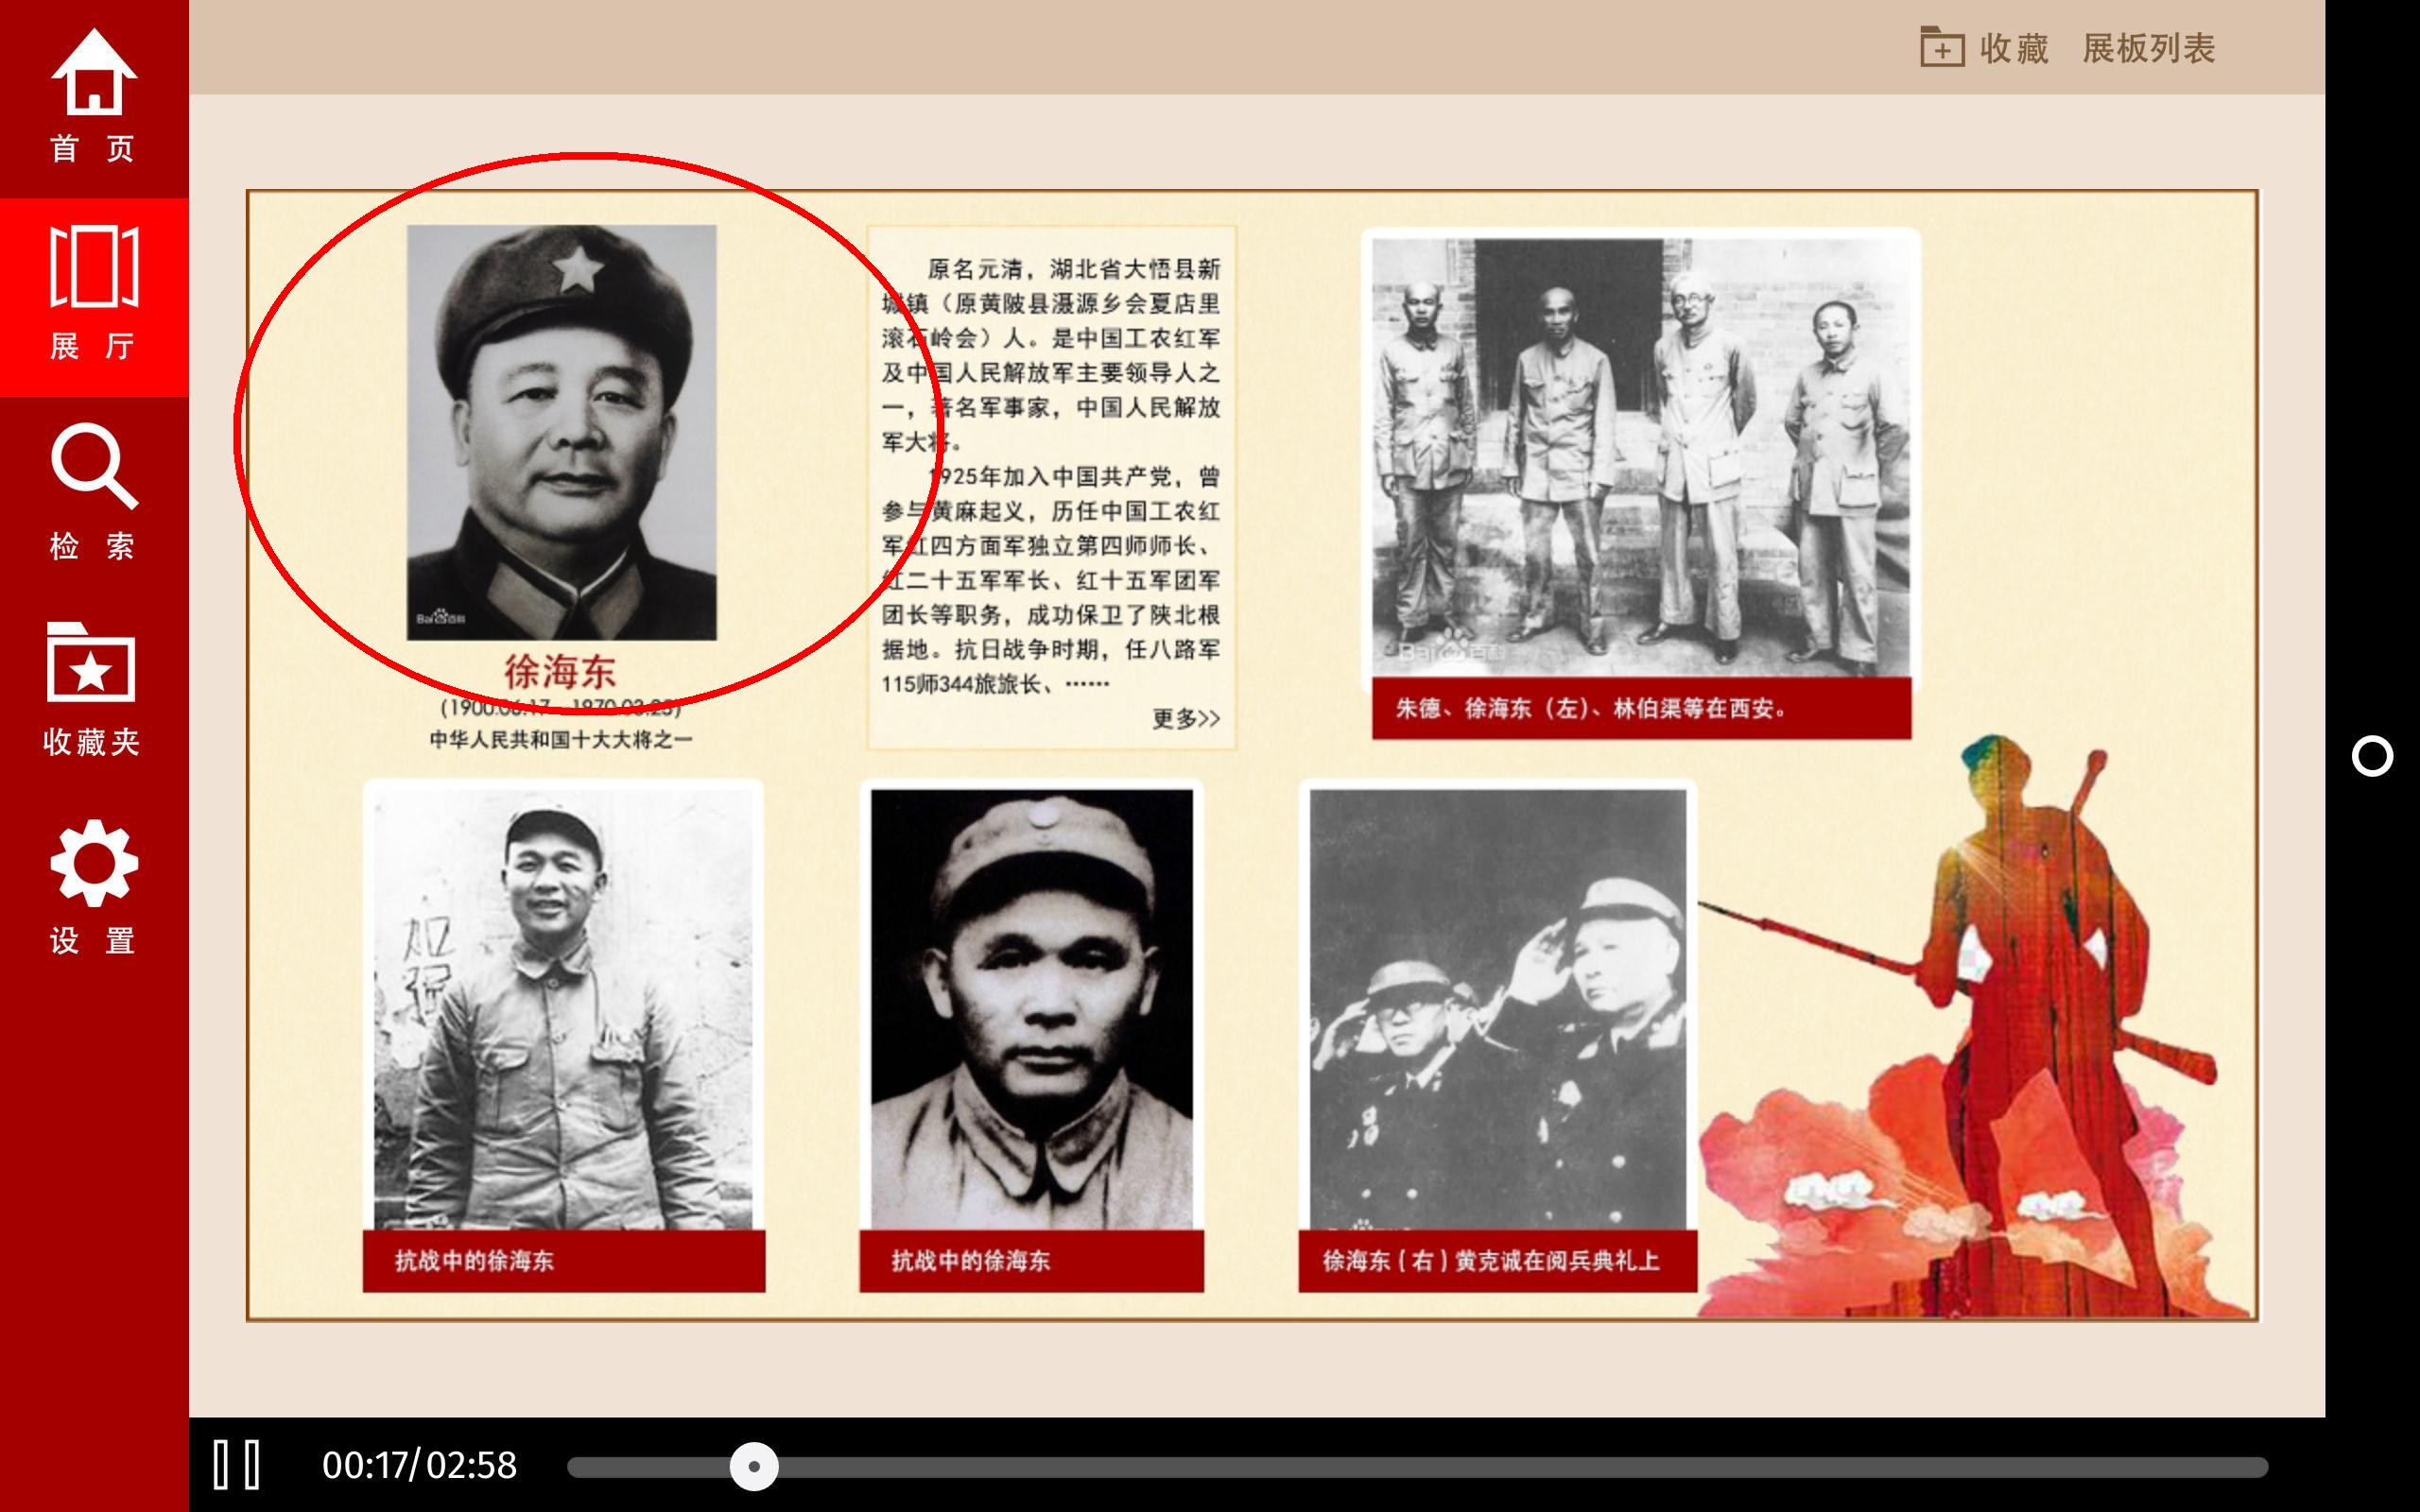 收藏 展板列表
首 页
展 厅
检 索
收藏夹
设 置
Bai百科
徐海东
(1900.06.17—1970.03.25)
中华人民共和国十大大将之一
原名元清，湖北省大悟县新
城镇（原黄陂县滠源乡会夏店里
滚石岭会）人。是中国工农红军
及中国人民解放军主要领导人之
一，著名军事家，中国人民解放
军大将。
1925年加入中国共产党，曾
参与黄麻起义，历任中国工农红
军红四方面军独立第四师师长、
红二十五军军长、红十五军团军
团长等职务，成功保卫了陕北根
据地。抗日战争时期，任八路军
115师344旅旅长、……
更多>>
Bai百科
朱德、徐海东（左）、林伯渠等在西安。
抗战中的徐海东
抗战中的徐海东
徐海东（右）黄克诚在阅兵典礼上
00:17/02:58